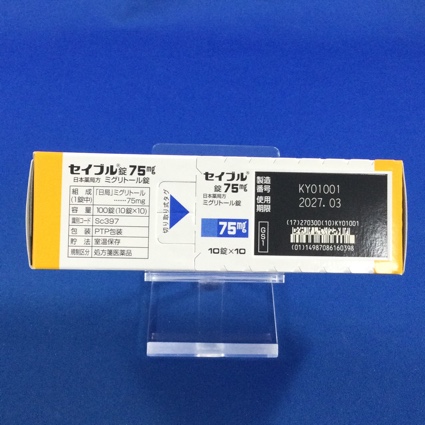 セイブル®錠75mg
日本薬局方 ミグリトール錠
組成(1錠中) 「日局」ミグリトール……75mg
容量 100錠(10錠×10)
識別コード Sc397
包装 PTP包装
貯法 室温保存
規制区分 処方箋医薬品
切り取りタグ
セイブル®錠75mg
日本薬局方 ミグリトール錠
75mg
10錠×10
製造番号 KY01001
使用期限 2027.03
GS1
(17)270300(10)KY01001
(01)14987086160398